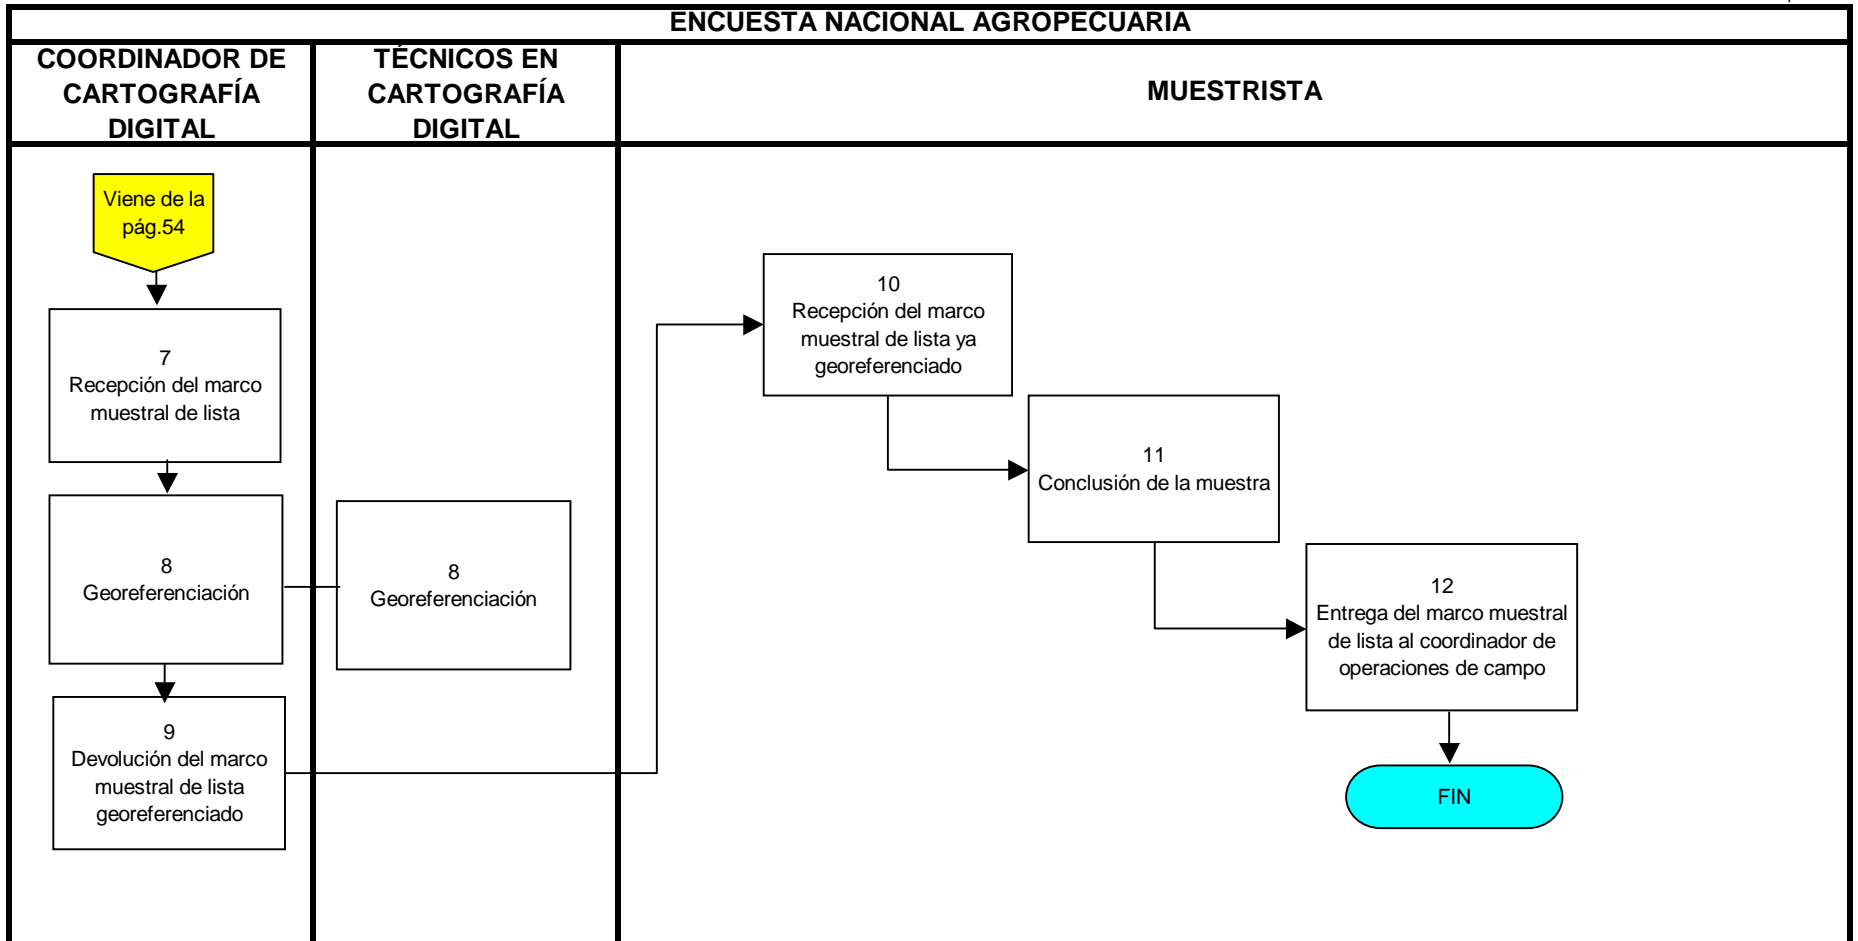 ENCUESTA NACIONAL AGROPECUARIA
COORDINADOR DE
CARTOGRAFÍA
DIGITAL
TÉCNICOS EN
CARTOGRAFÍA
DIGITAL
MUESTRISTA
Viene de la
pág.54
7
Recepción del marco
muestral de lista
8
Georeferenciación
8
Georeferenciación
9
Devolución del marco
muestral de lista
georeferenciado
10
Recepción del marco
muestral de lista ya
georeferenciado
11
Conclusión de la muestra
12
Entrega del marco muestral
de lista al coordinador de
operaciones de campo
FIN